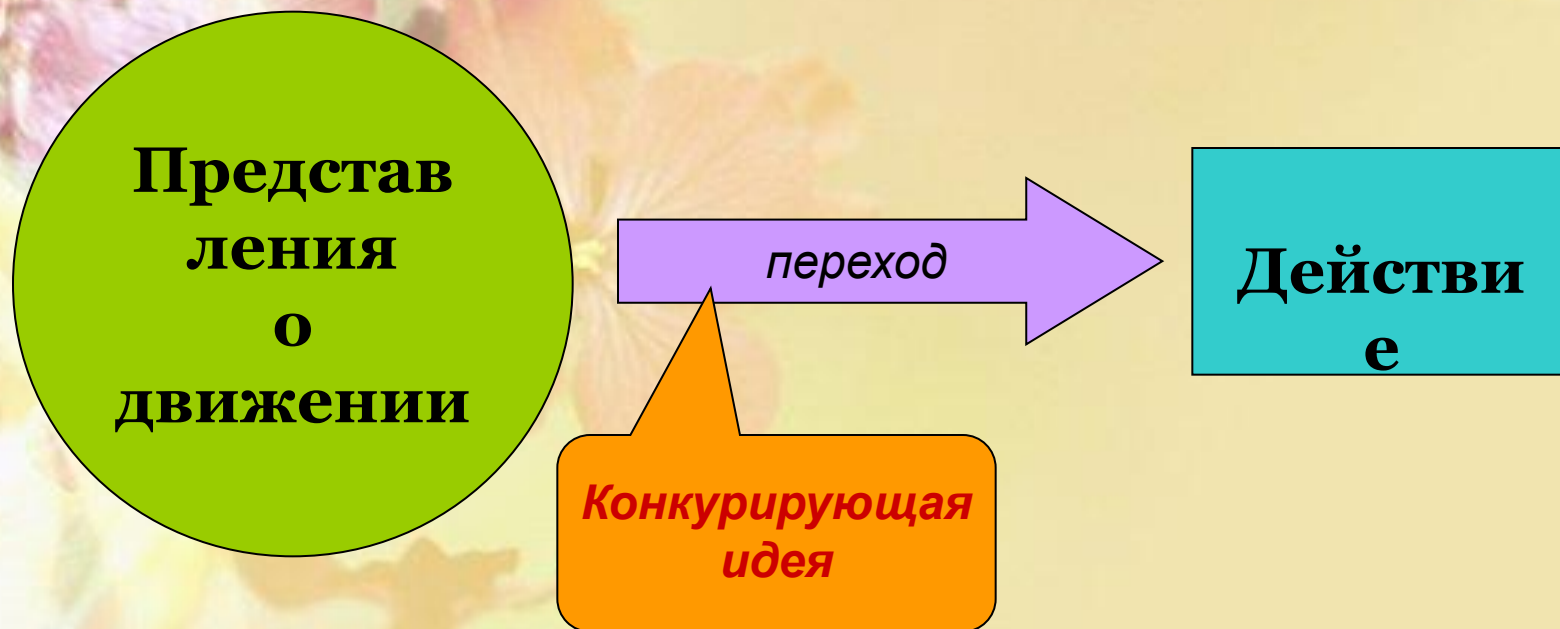 Представ
ления
о
движении
переход
Действи
е
Конкурирующая
идея